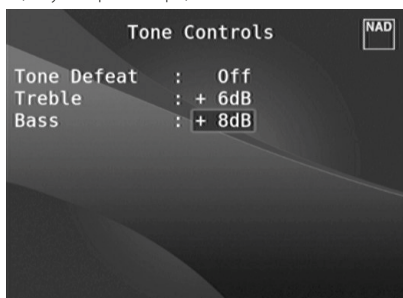 Tone Controls
NAD
Tone Defeat : Off
Treble : + 6dB
Bass : + 8dB